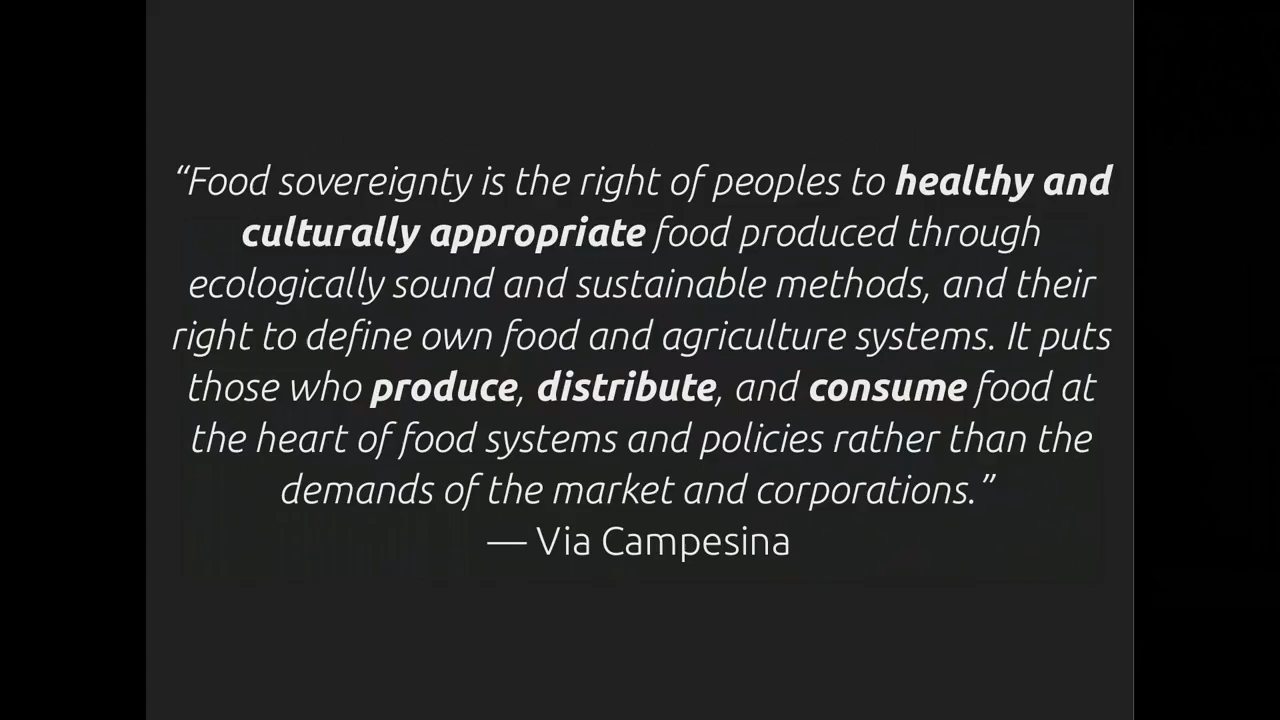 “Food sovereignty is the right of peoples to healthy and
culturally appropriate food produced through
ecologically sound and sustainable methods, and their
right to define own food and agriculture systems. It puts
those who produce, distribute, and consume food at
the heart of food systems and policies rather than the
demands of the market and corporations.”
— Via Campesina